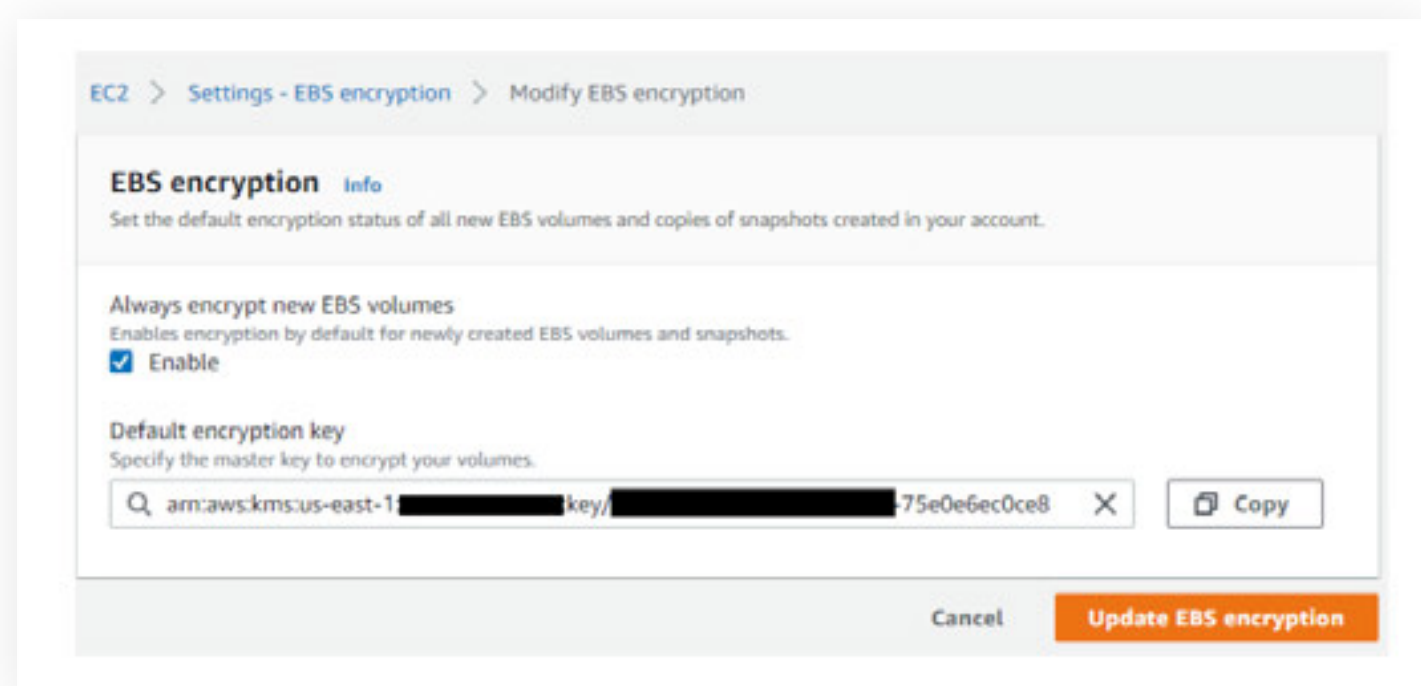 EC2 > Settings - EBS encryption > Modify EBS encryption
EBS encryption Info
Set the default encryption status of all new EBS volumes and copies of snapshots created in your account.
Always encrypt new EBS volumes
Enables encryption by default for newly created EBS volumes and snapshots.
Enable
Default encryption key
Specify the master key to encrypt your volumes.
arn:aws:kms:us-east-1: key/ -75e0e6ec0ce8 Copy
Cancel Update EBS encryption